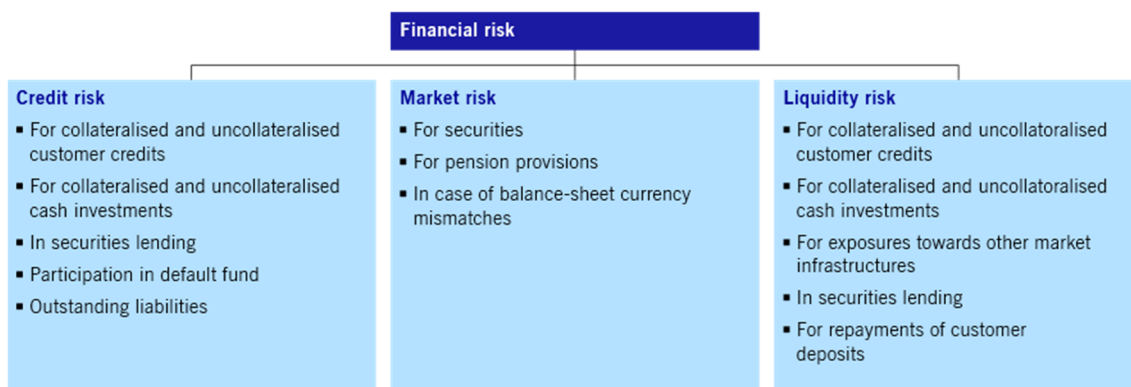 Financial risk
Credit risk
▪ For collateralised and uncollateralised
customer credits
▪ For collateralised and uncollateralised
cash investments
▪ In securities lending
▪ Participation in default fund
▪ Outstanding liabilities
Market risk
▪ For securities
▪ For pension provisions
▪ In case of balance-sheet currency
mismatches
Liquidity risk
▪ For collateralised and uncollatoralised
customer credits
▪ For collateralised and uncollatoralised
cash investments
▪ For exposures towards other market
infrastructures
▪ In securities lending
▪ For repayments of customer
deposits